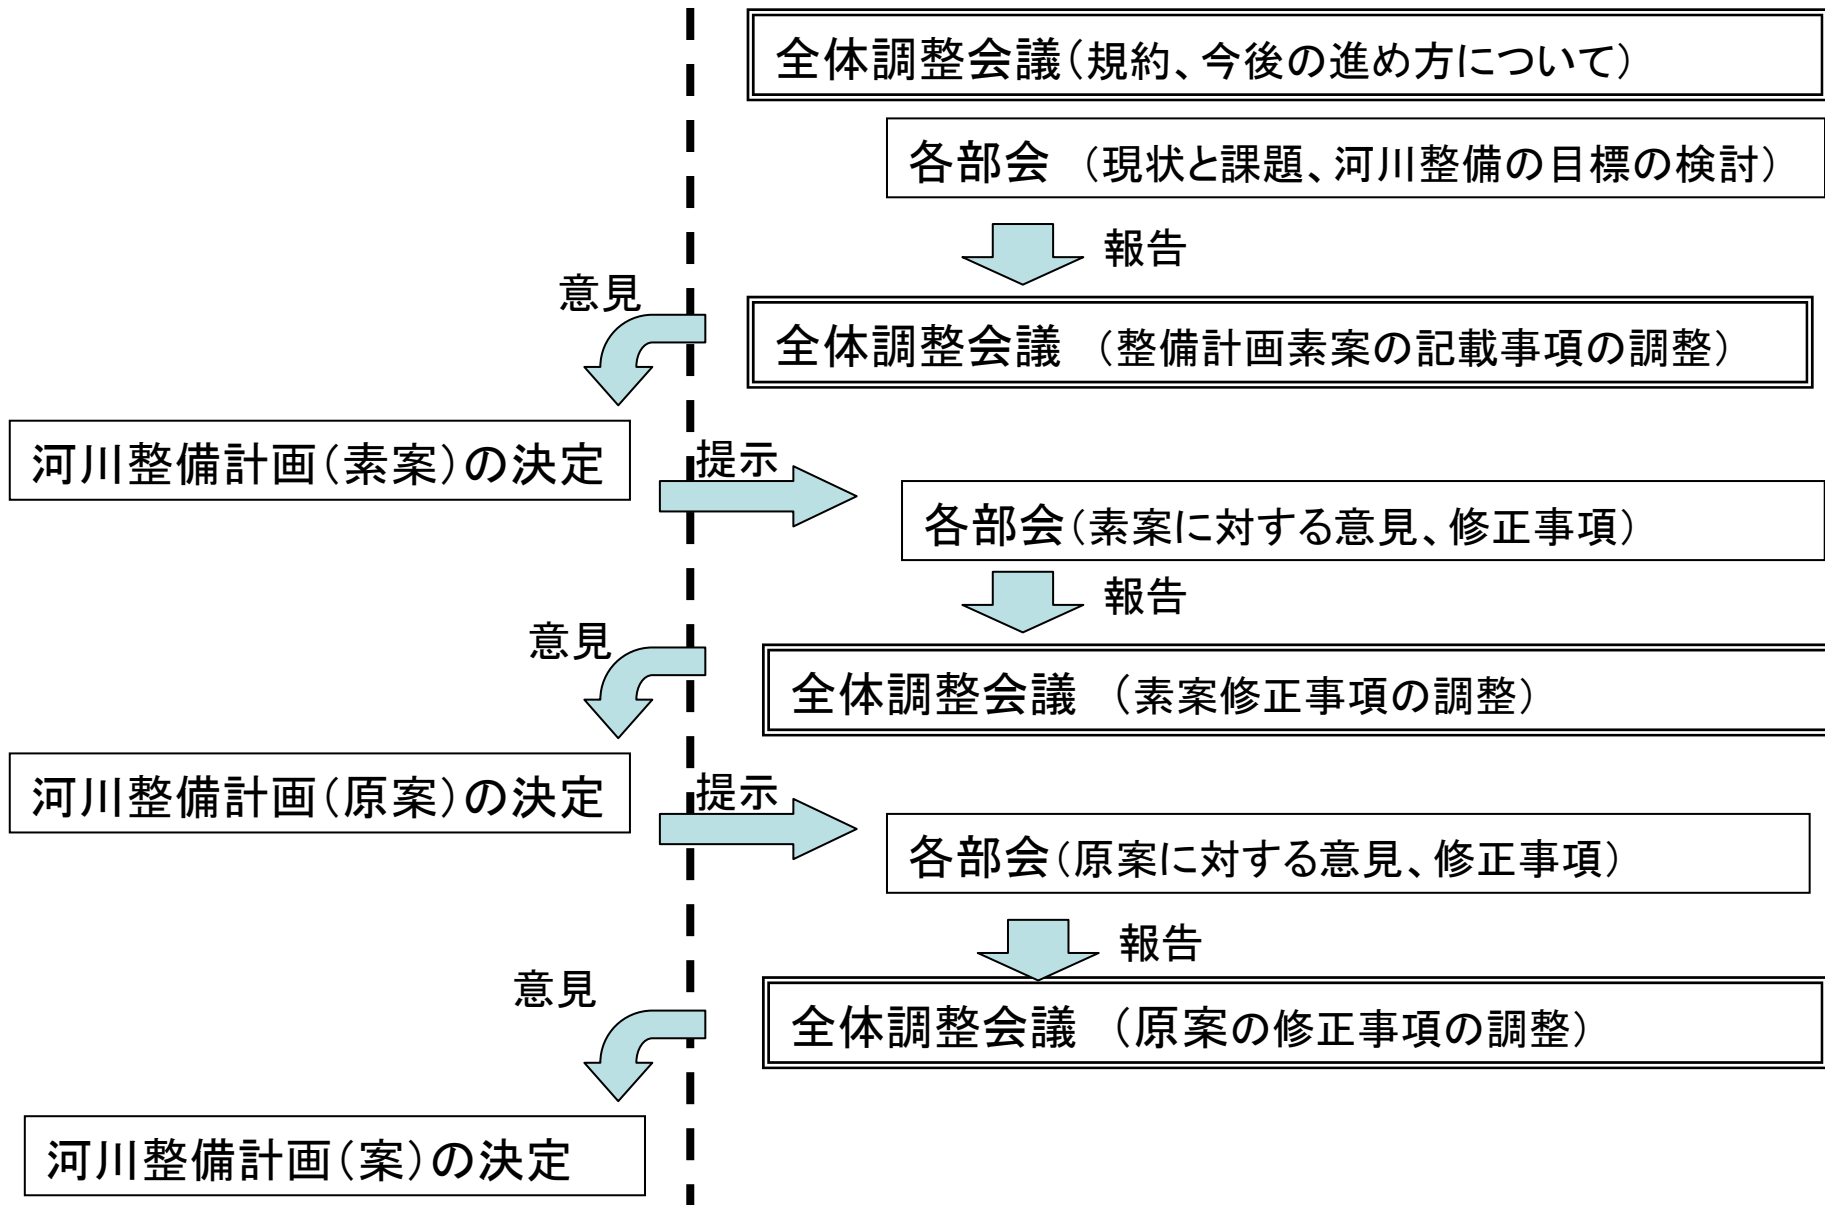 全体調整会議(規約、今後の進め方について)
各部会 (現状と課題、河川整備の目標の検討)
報告
意見
全体調整会議 (整備計画素案の記載事項の調整)
河川整備計画(素案)の決定
提示
各部会(素案に対する意見、修正事項)
報告
意見
全体調整会議 (素案修正事項の調整)
河川整備計画(原案)の決定
提示
各部会(原案に対する意見、修正事項)
報告
意見
全体調整会議 (原案の修正事項の調整)
河川整備計画(案)の決定